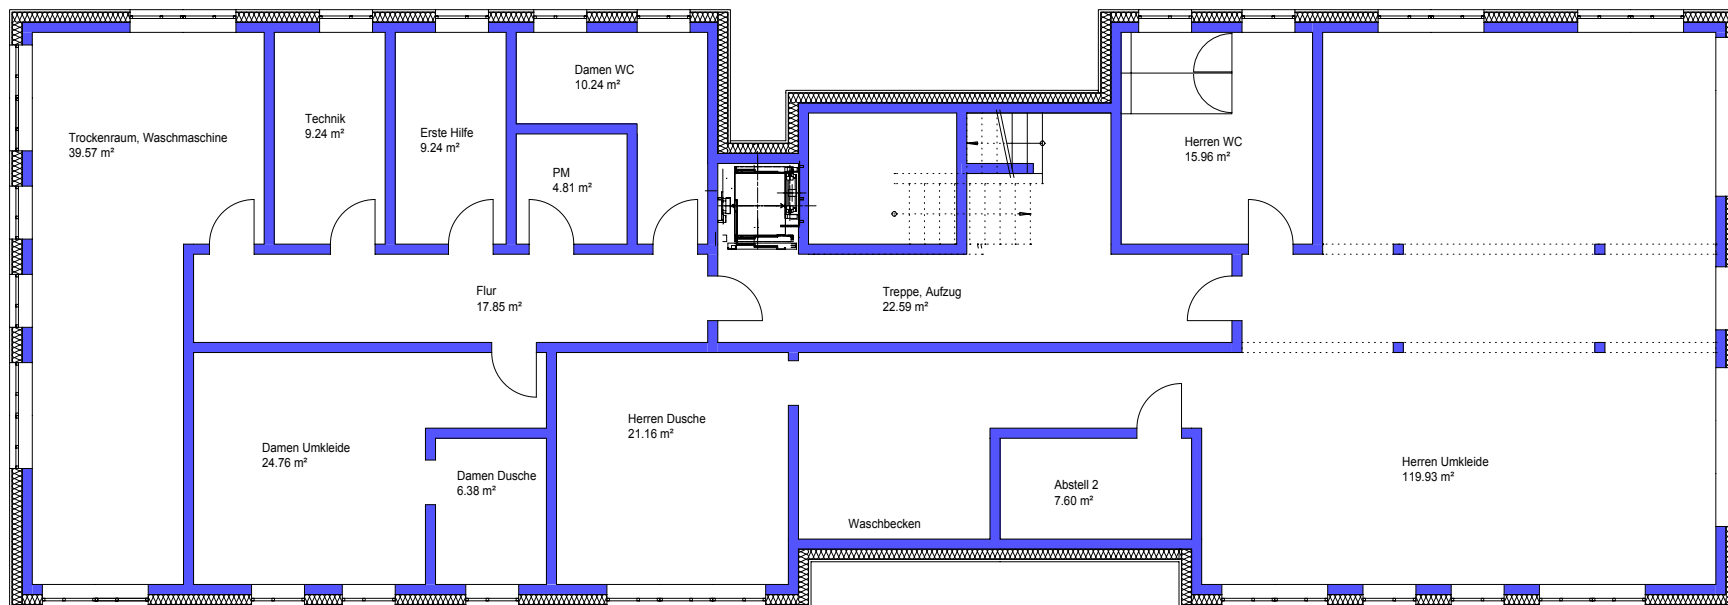 Damen WC
10.24 m²
Technik
9.24 m²
Erste Hilfe
9.24 m²
Trockenraum, Waschmaschine
39.57 m²
Herren WC
15.96 m²
PM
4.81 m²
Flur
17.85 m²
Treppe, Aufzug
22.59 m²
Herren Dusche
21.16 m²
Damen Umkleide
24.76 m²
Damen Dusche
6.38 m²
Herren Umkleide
119.93 m²
Abstell 2
7.60 m²
Waschbecken